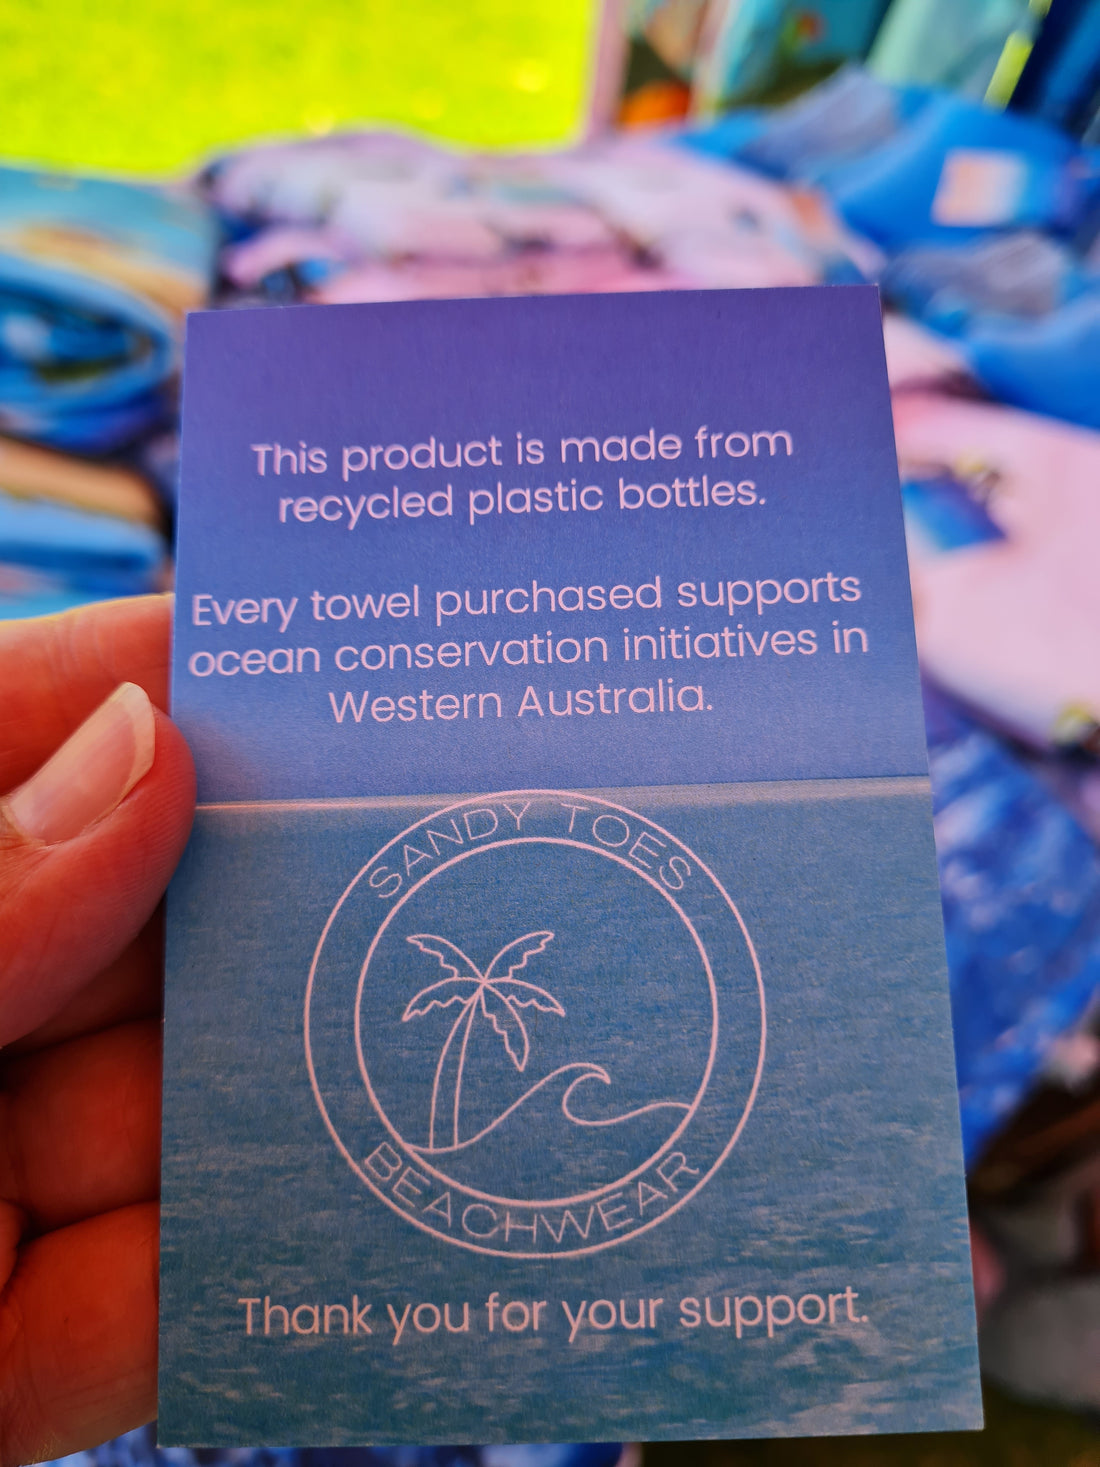 This product is made from
recycled plastic bottles.
Every towel purchased supports
ocean conservation initiatives in
Western Australia.
SANDY TOES
BEACHWEAR
Thank you for your support.